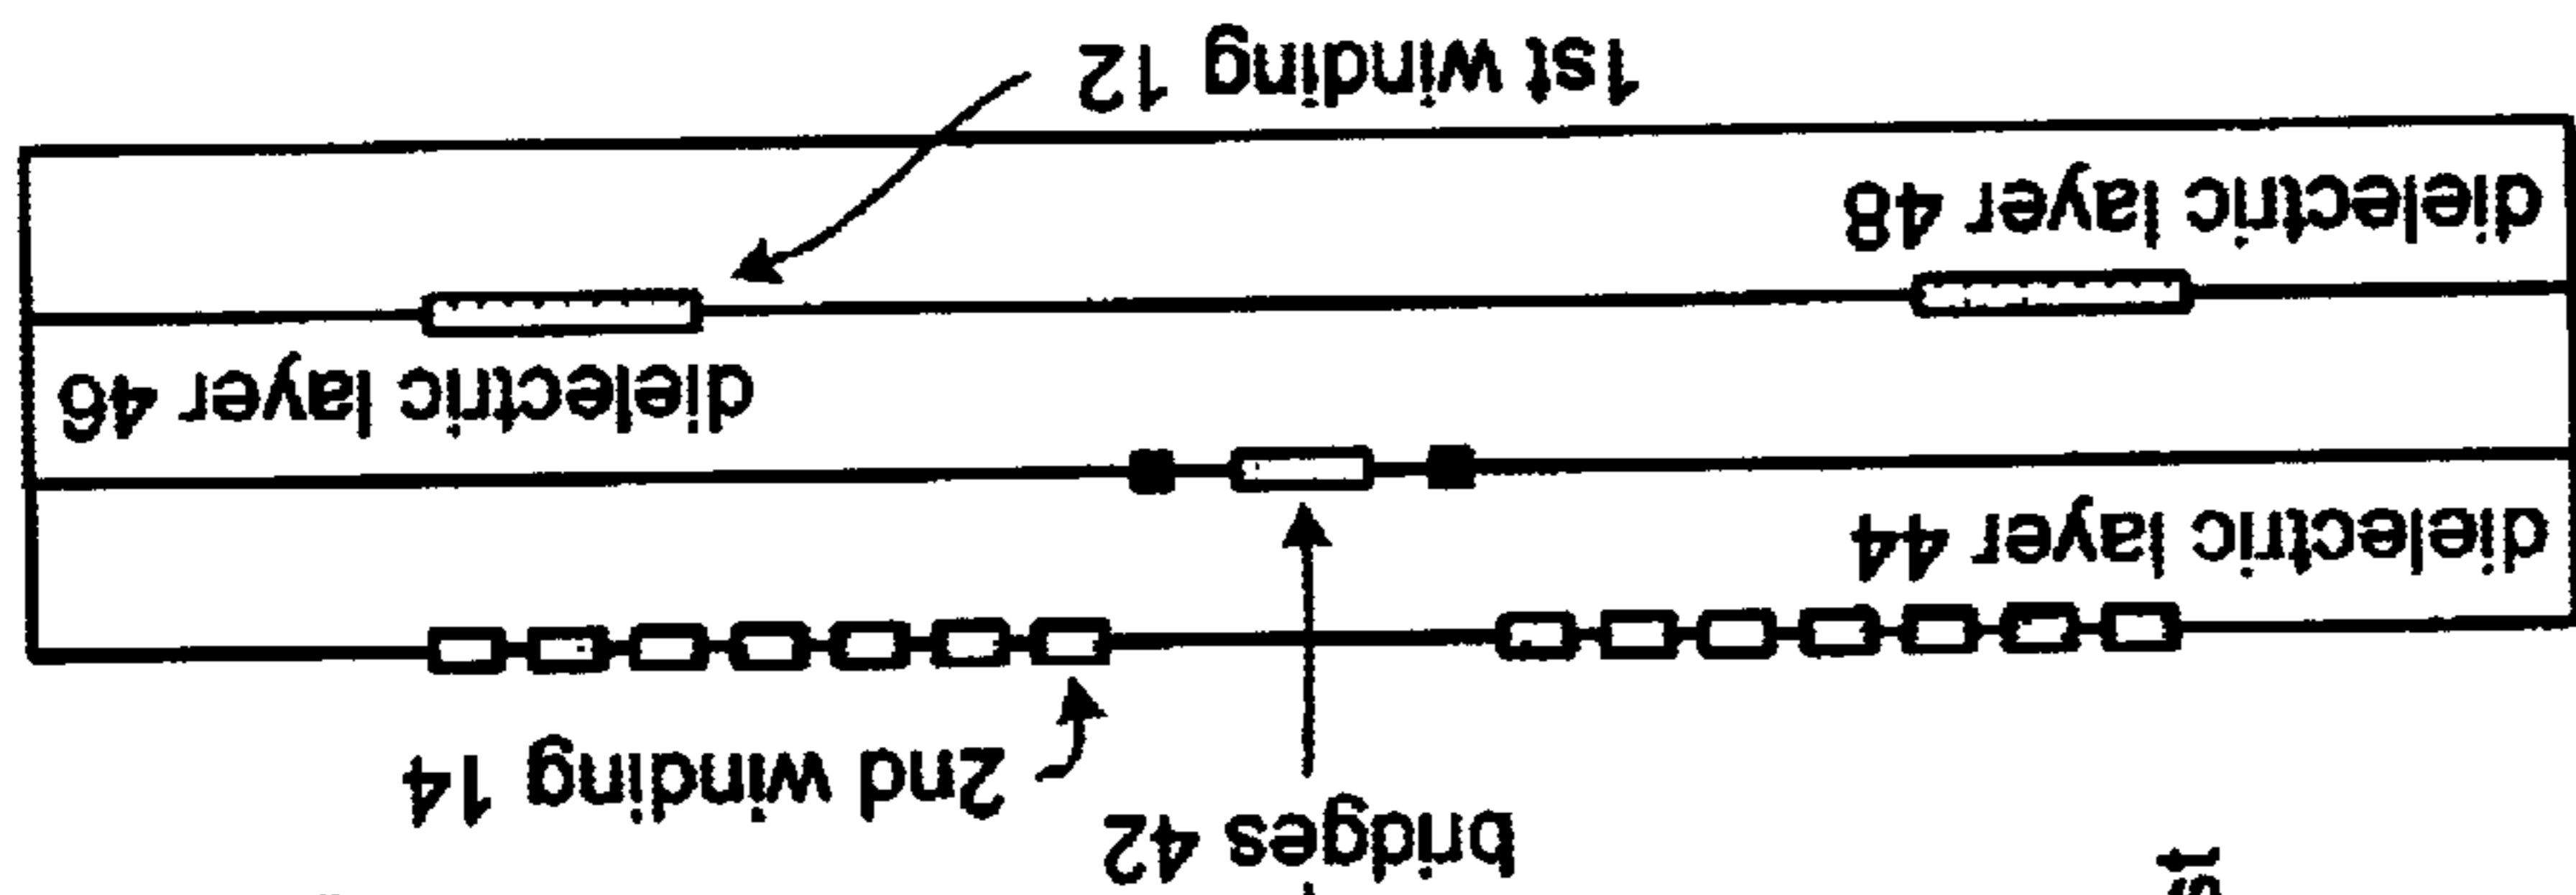 bridges 42
2nd winding 14
dielectric layer 44
dielectric layer 46
dielectric layer 48
1st winding 12